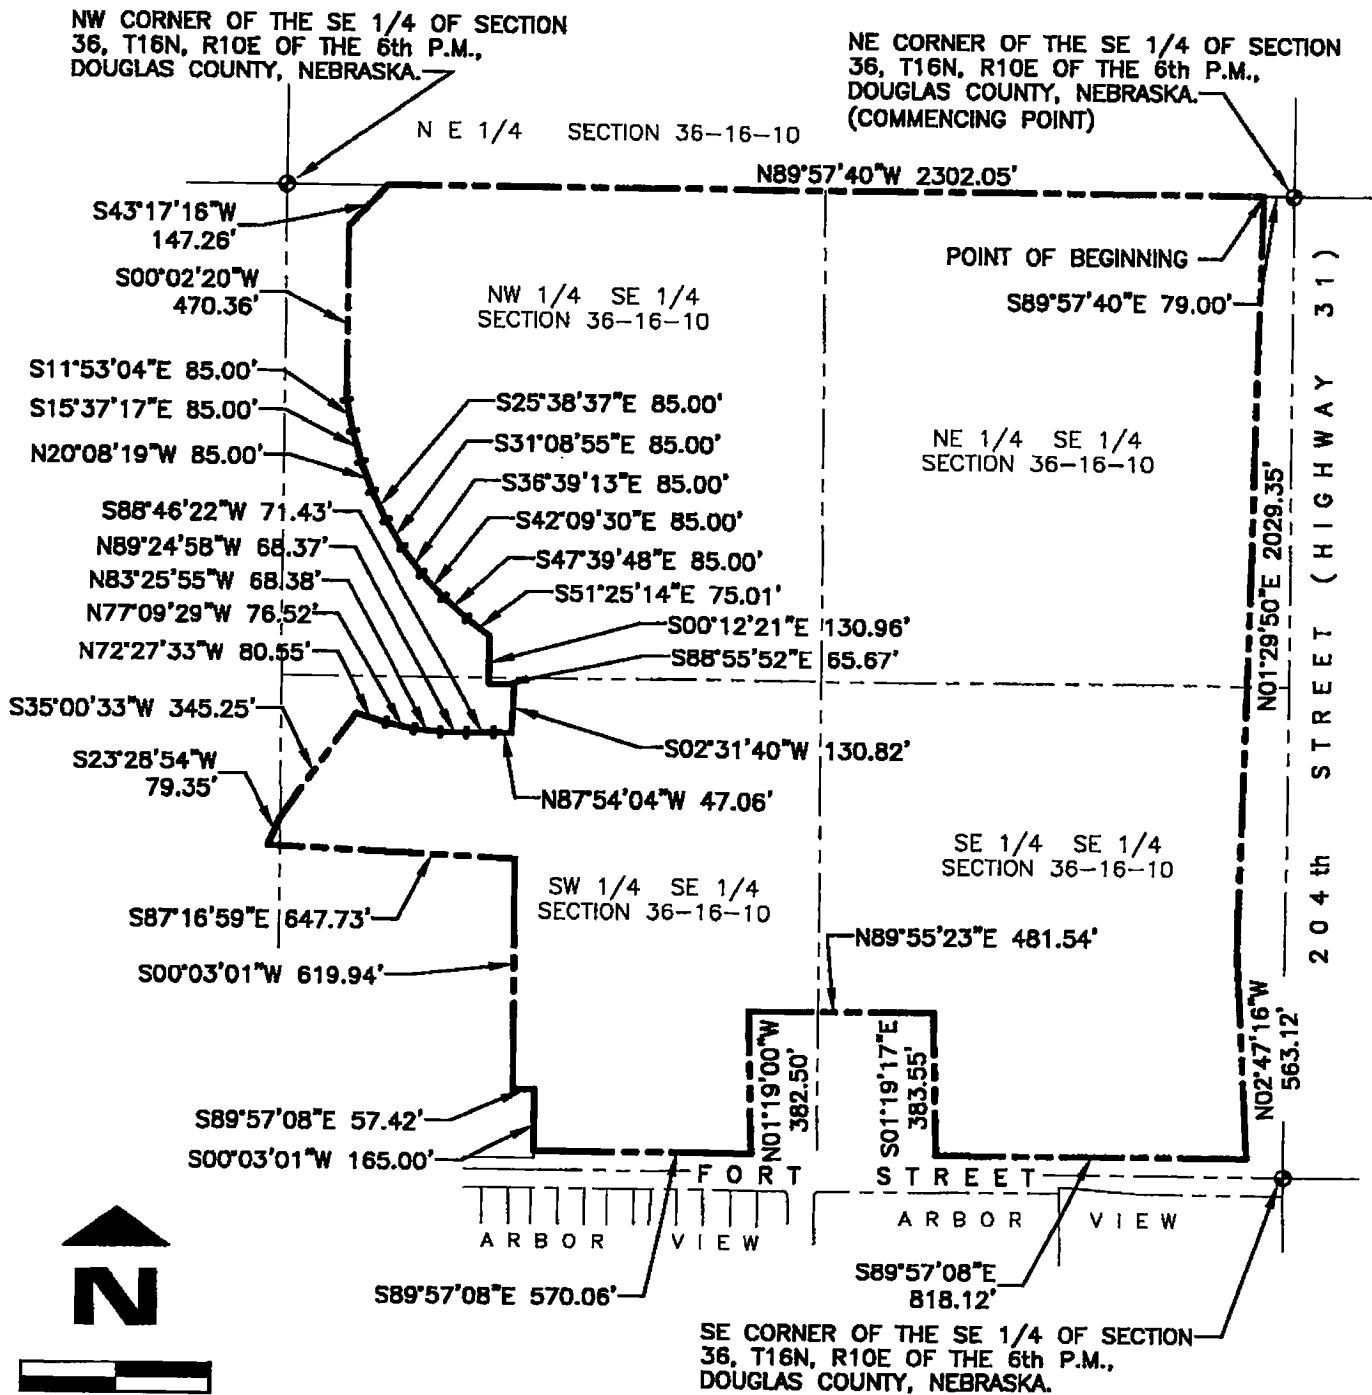 NW CORNER OF THE SE 1/4 OF SECTION
36, T16N, R10E OF THE 6th P.M.,
DOUGLAS COUNTY, NEBRASKA.
NE CORNER OF THE SE 1/4 OF SECTION
36, T16N, R10E OF THE 6th P.M.,
DOUGLAS COUNTY, NEBRASKA.
(COMMENCING POINT)
N E 1/4 SECTION 36-16-10
N89°57'40"W 2302.05'
S43°17'16"W
147.26'
POINT OF BEGINNING
S00°02'20"W
470.36'
NW 1/4 SE 1/4
SECTION 36-16-10
S89°57'40"E 79.00'
S11°53'04"E 85.00'
S15°37'17"E 85.00'
N20°08'19"W 85.00'
S25°38'37"E 85.00'
S31°08'55"E 85.00'
S36°39'13"E 85.00'
S42°09'30"E 85.00'
S47°39'48"E 85.00'
S51°25'14"E 75.01'
NE 1/4 SE 1/4
SECTION 36-16-10
S88°46'22"W 71.43'
N89°24'58"W 68.37'
N83°25'55"W 68.38'
N77°09'29"W 76.52'
N72°27'33"W 80.55'
S00°12'21"E 130.96'
S88°55'52"E 65.67'
N01°29'50"E 2029.35'
204th STREET (HIGHWAY 31)
S35°00'33"W 345.25'
S23°28'54"W
79.35'
S02°31'40"W 130.82'
N87°54'04"W 47.06'
SE 1/4 SE 1/4
SECTION 36-16-10
SW 1/4 SE 1/4
SECTION 36-16-10
S87°16'59"E 647.73'
N89°55'23"E 481.54'
S00°03'01"W 619.94'
N01°19'00"W
382.50'
S01°19'17"E
383.55'
N02°47'16"W
563.12'
S89°57'08"E 57.42'
S00°03'01"W 165.00'
FORT STREET
ARBOR VIEW
ARBOR VIEW
S89°57'08"E 570.06'
S89°57'08"E
818.12'
N
SE CORNER OF THE SE 1/4 OF SECTION
36, T16N, R10E OF THE 6th P.M.,
DOUGLAS COUNTY, NEBRASKA.